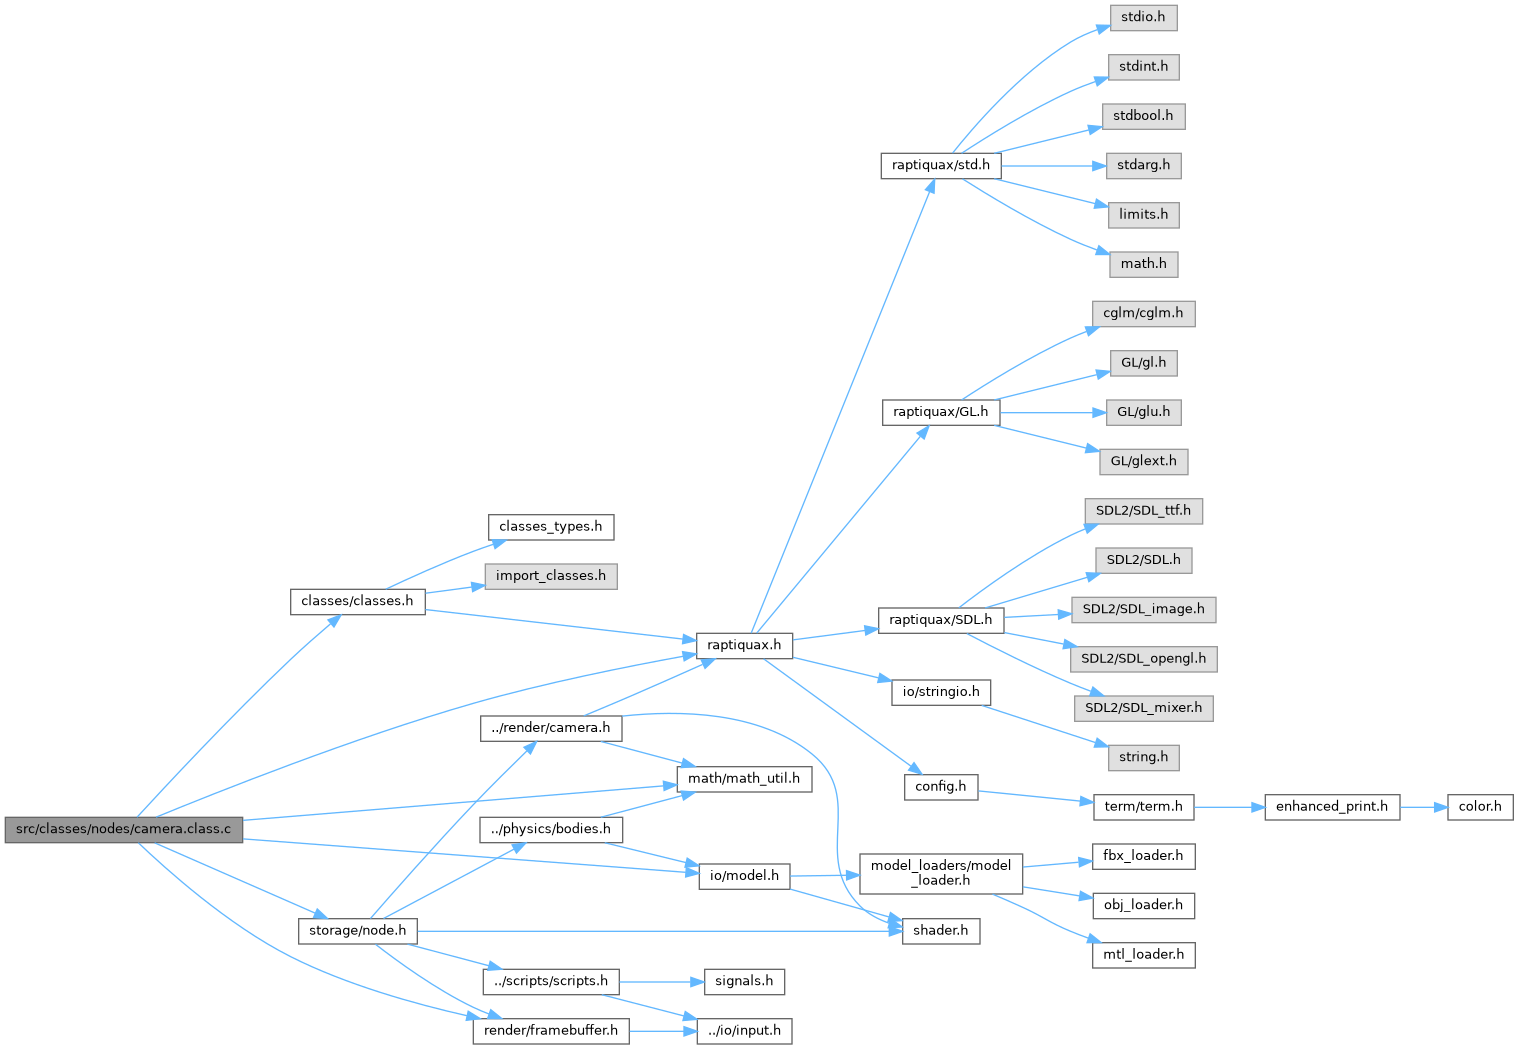 stdio.h
stdint.h
stdbool.h
raptiquax/std.h
stdarg.h
limits.h
math.h
cglm/cglm.h
GL/gl.h
raptiquax/GL.h
GL/glu.h
GL/glext.h
SDL2/SDL_ttf.h
classes_types.h
SDL2/SDL.h
import_classes.h
classes/classes.h
SDL2/SDL_image.h
raptiquax/SDL.h
raptiquax.h
SDL2/SDL_opengl.h
io/stringio.h
SDL2/SDL_mixer.h
../render/camera.h
string.h
math/math_util.h
config.h
term/term.h
enhanced_print.h
color.h
src/classes/nodes/camera.class.c
../physics/bodies.h
fbx_loader.h
io/model.h
model_loaders/model
_loader.h
obj_loader.h
storage/node.h
shader.h
mtl_loader.h
../scripts/scripts.h
signals.h
render/framebuffer.h
../io/input.h